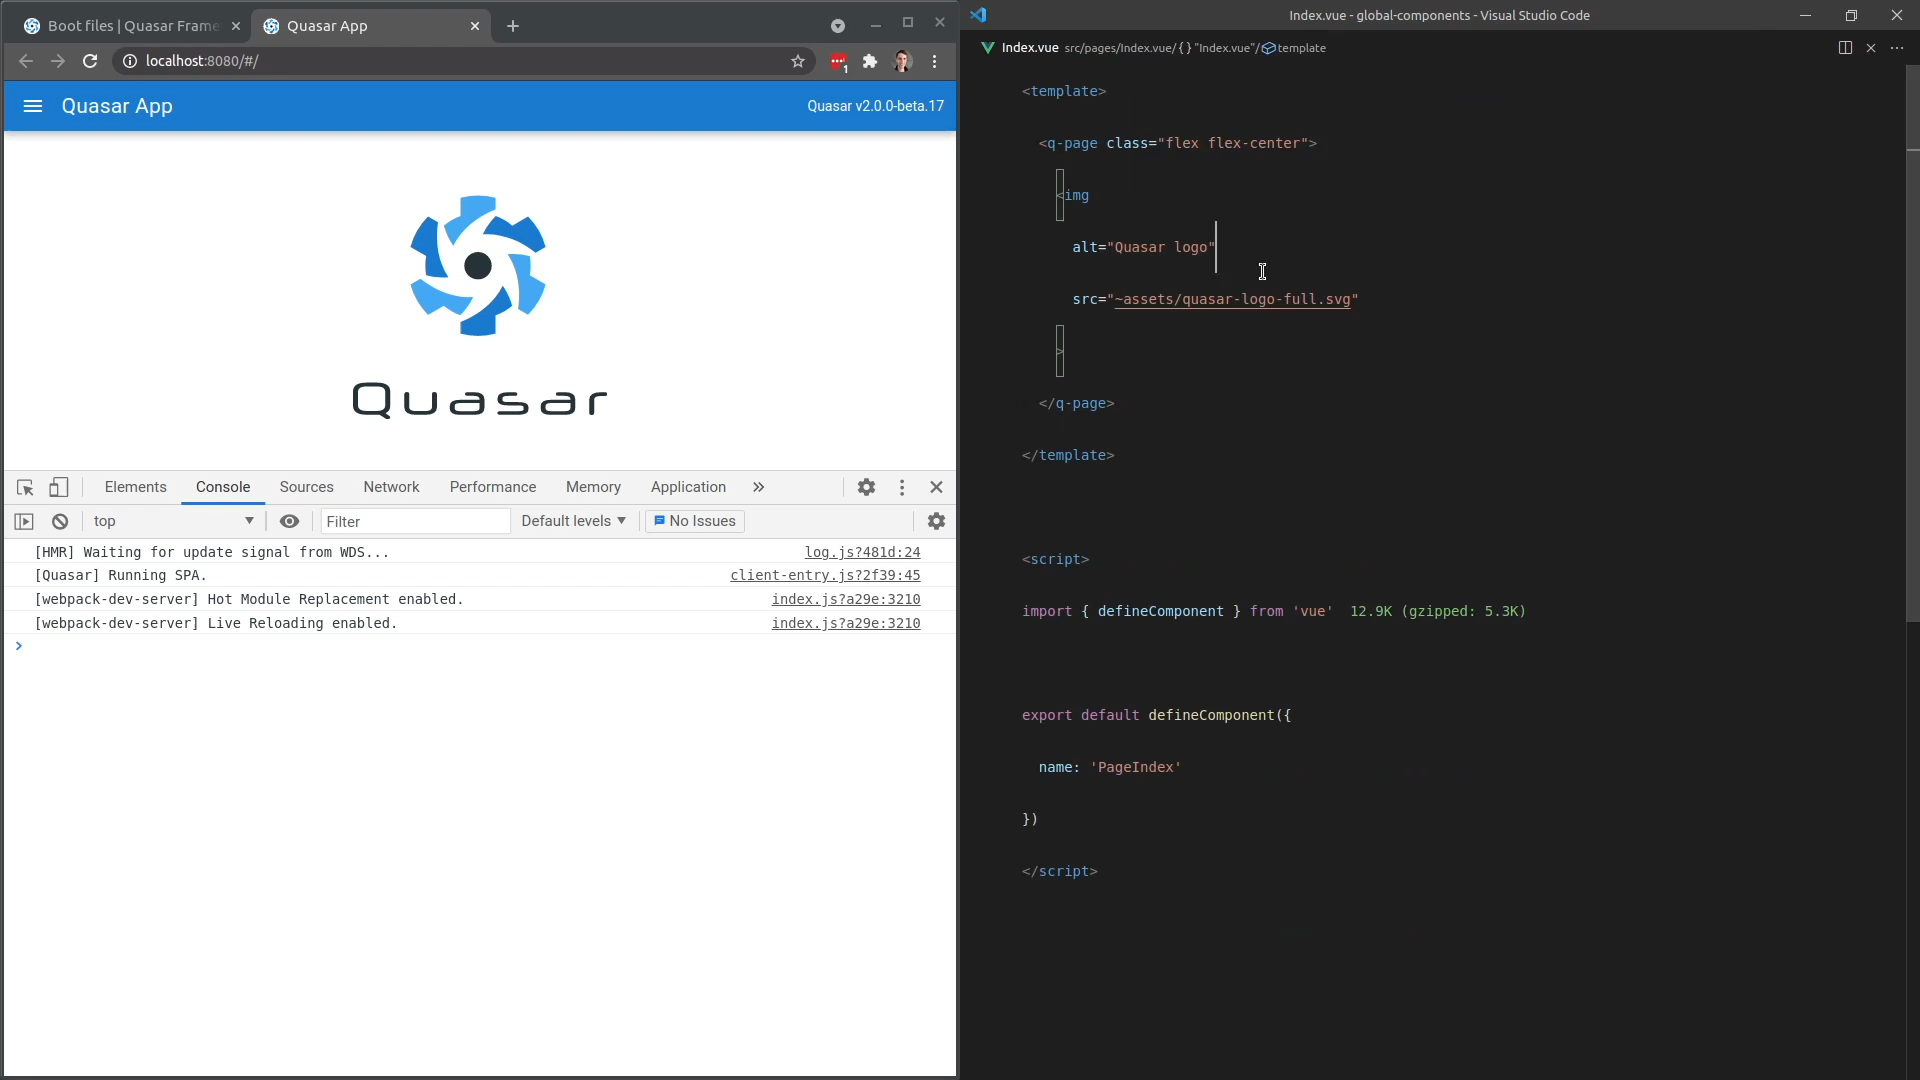 Boot files | Quasar Frame
Quasar App
localhost:8080/#/
1
Quasar App
Quasar v2.0.0-beta.17
Quasar
Elements Console Sources Network Performance Memory Application »
top Filter Default levels No Issues
[HMR] Waiting for update signal from WDS... log.js?481d:24
[Quasar] Running SPA. client-entry.js?2f39:45
[webpack-dev-server] Hot Module Replacement enabled. index.js?a29e:3210
[webpack-dev-server] Live Reloading enabled. index.js?a29e:3210
Index.vue - global-components - Visual Studio Code
Index.vue src/pages/Index.vue/{}"Index.vue"/template
<template>
<q-page class="flex flex-center">
<img
alt="Quasar logo"
src="~assets/quasar-logo-full.svg"
>
</q-page>
</template>
<script>
import { defineComponent } from 'vue' 12.9K (gzipped: 5.3K)
export default defineComponent({
name: 'PageIndex'
})
</script>